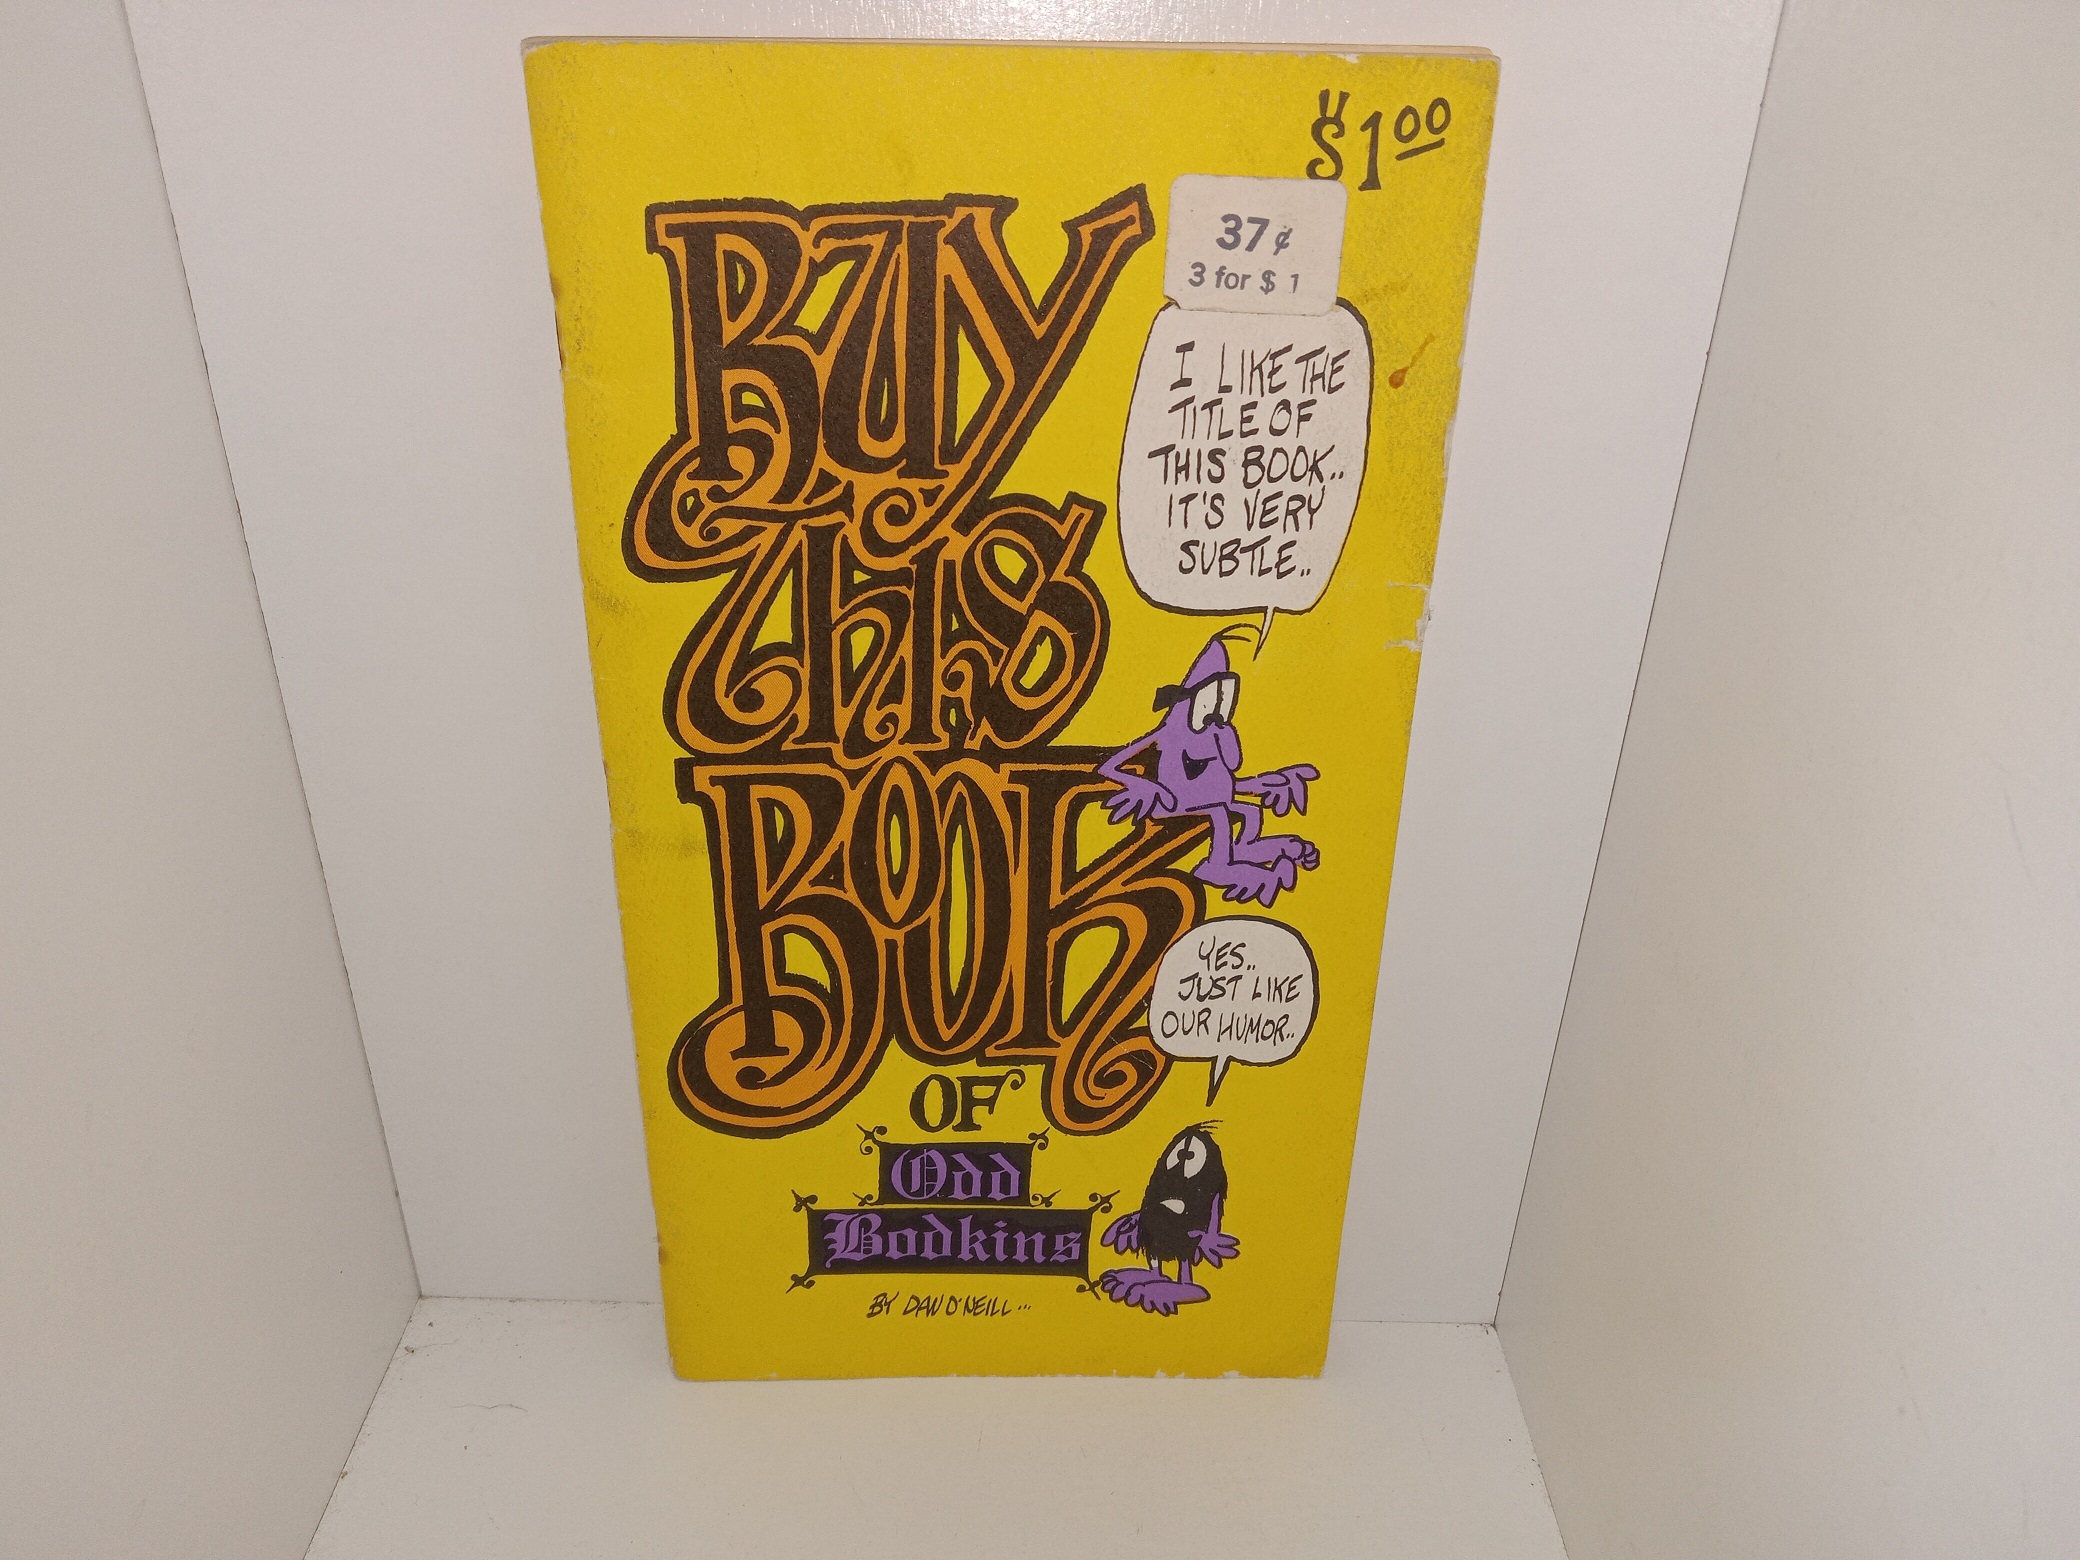 $1.00
37¢
3 for $ 1
BUY
THIS
BOOK
OF
Odd
Bodkins
BY DAN O'NEILL...
I LIKE THE
TITLE OF
THIS BOOK..
IT'S VERY
SUBTLE..
YES..
JUST LIKE
OUR HUMOR..